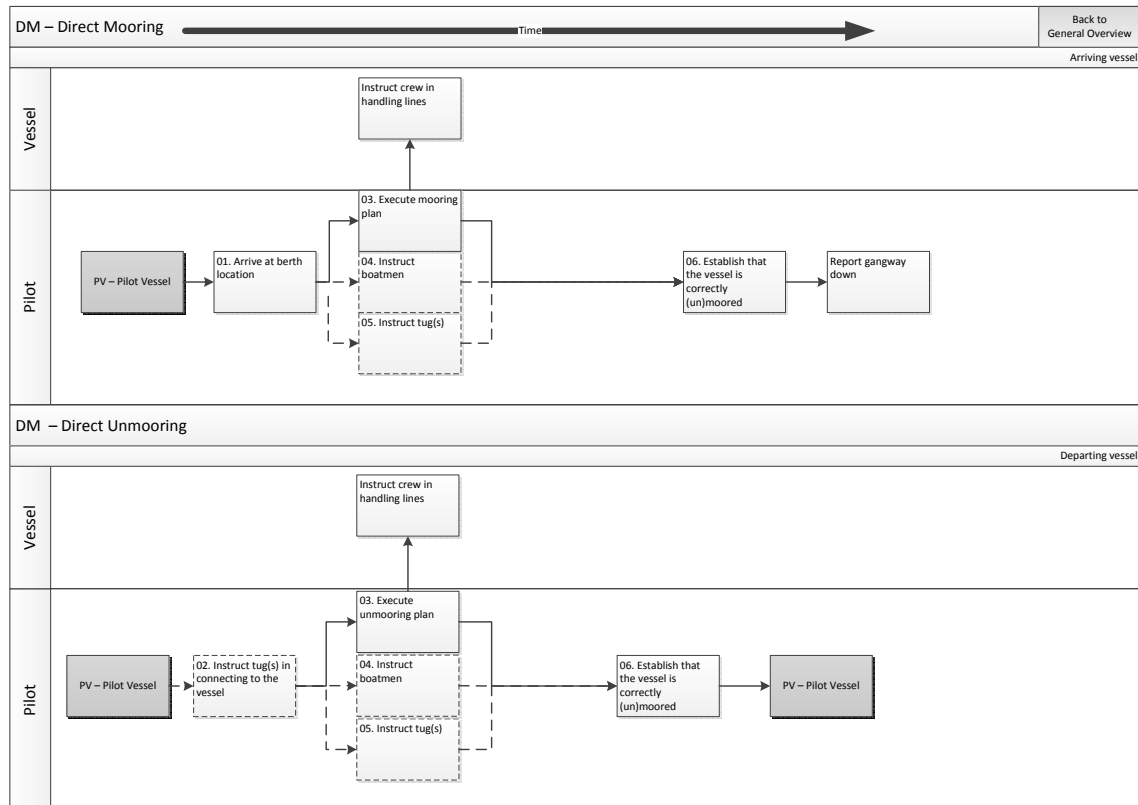 DM – Direct Mooring
Time
Back to
General Overview
Arriving vessel
Vessel
Instruct crew in
handling lines
Pilot
PV – Pilot Vessel
01. Arrive at berth
location
03. Execute mooring
plan
04. Instruct
boatmen
05. Instruct tug(s)
06. Establish that
the vessel is
correctly
(un)moored
Report gangway
down
DM – Direct Unmooring
Departing vessel
Vessel
Instruct crew in
handling lines
Pilot
PV – Pilot Vessel
02. Instruct tug(s) in
connecting to the
vessel
03. Execute
unmooring plan
04. Instruct
boatmen
05. Instruct tug(s)
06. Establish that
the vessel is
correctly
(un)moored
PV – Pilot Vessel